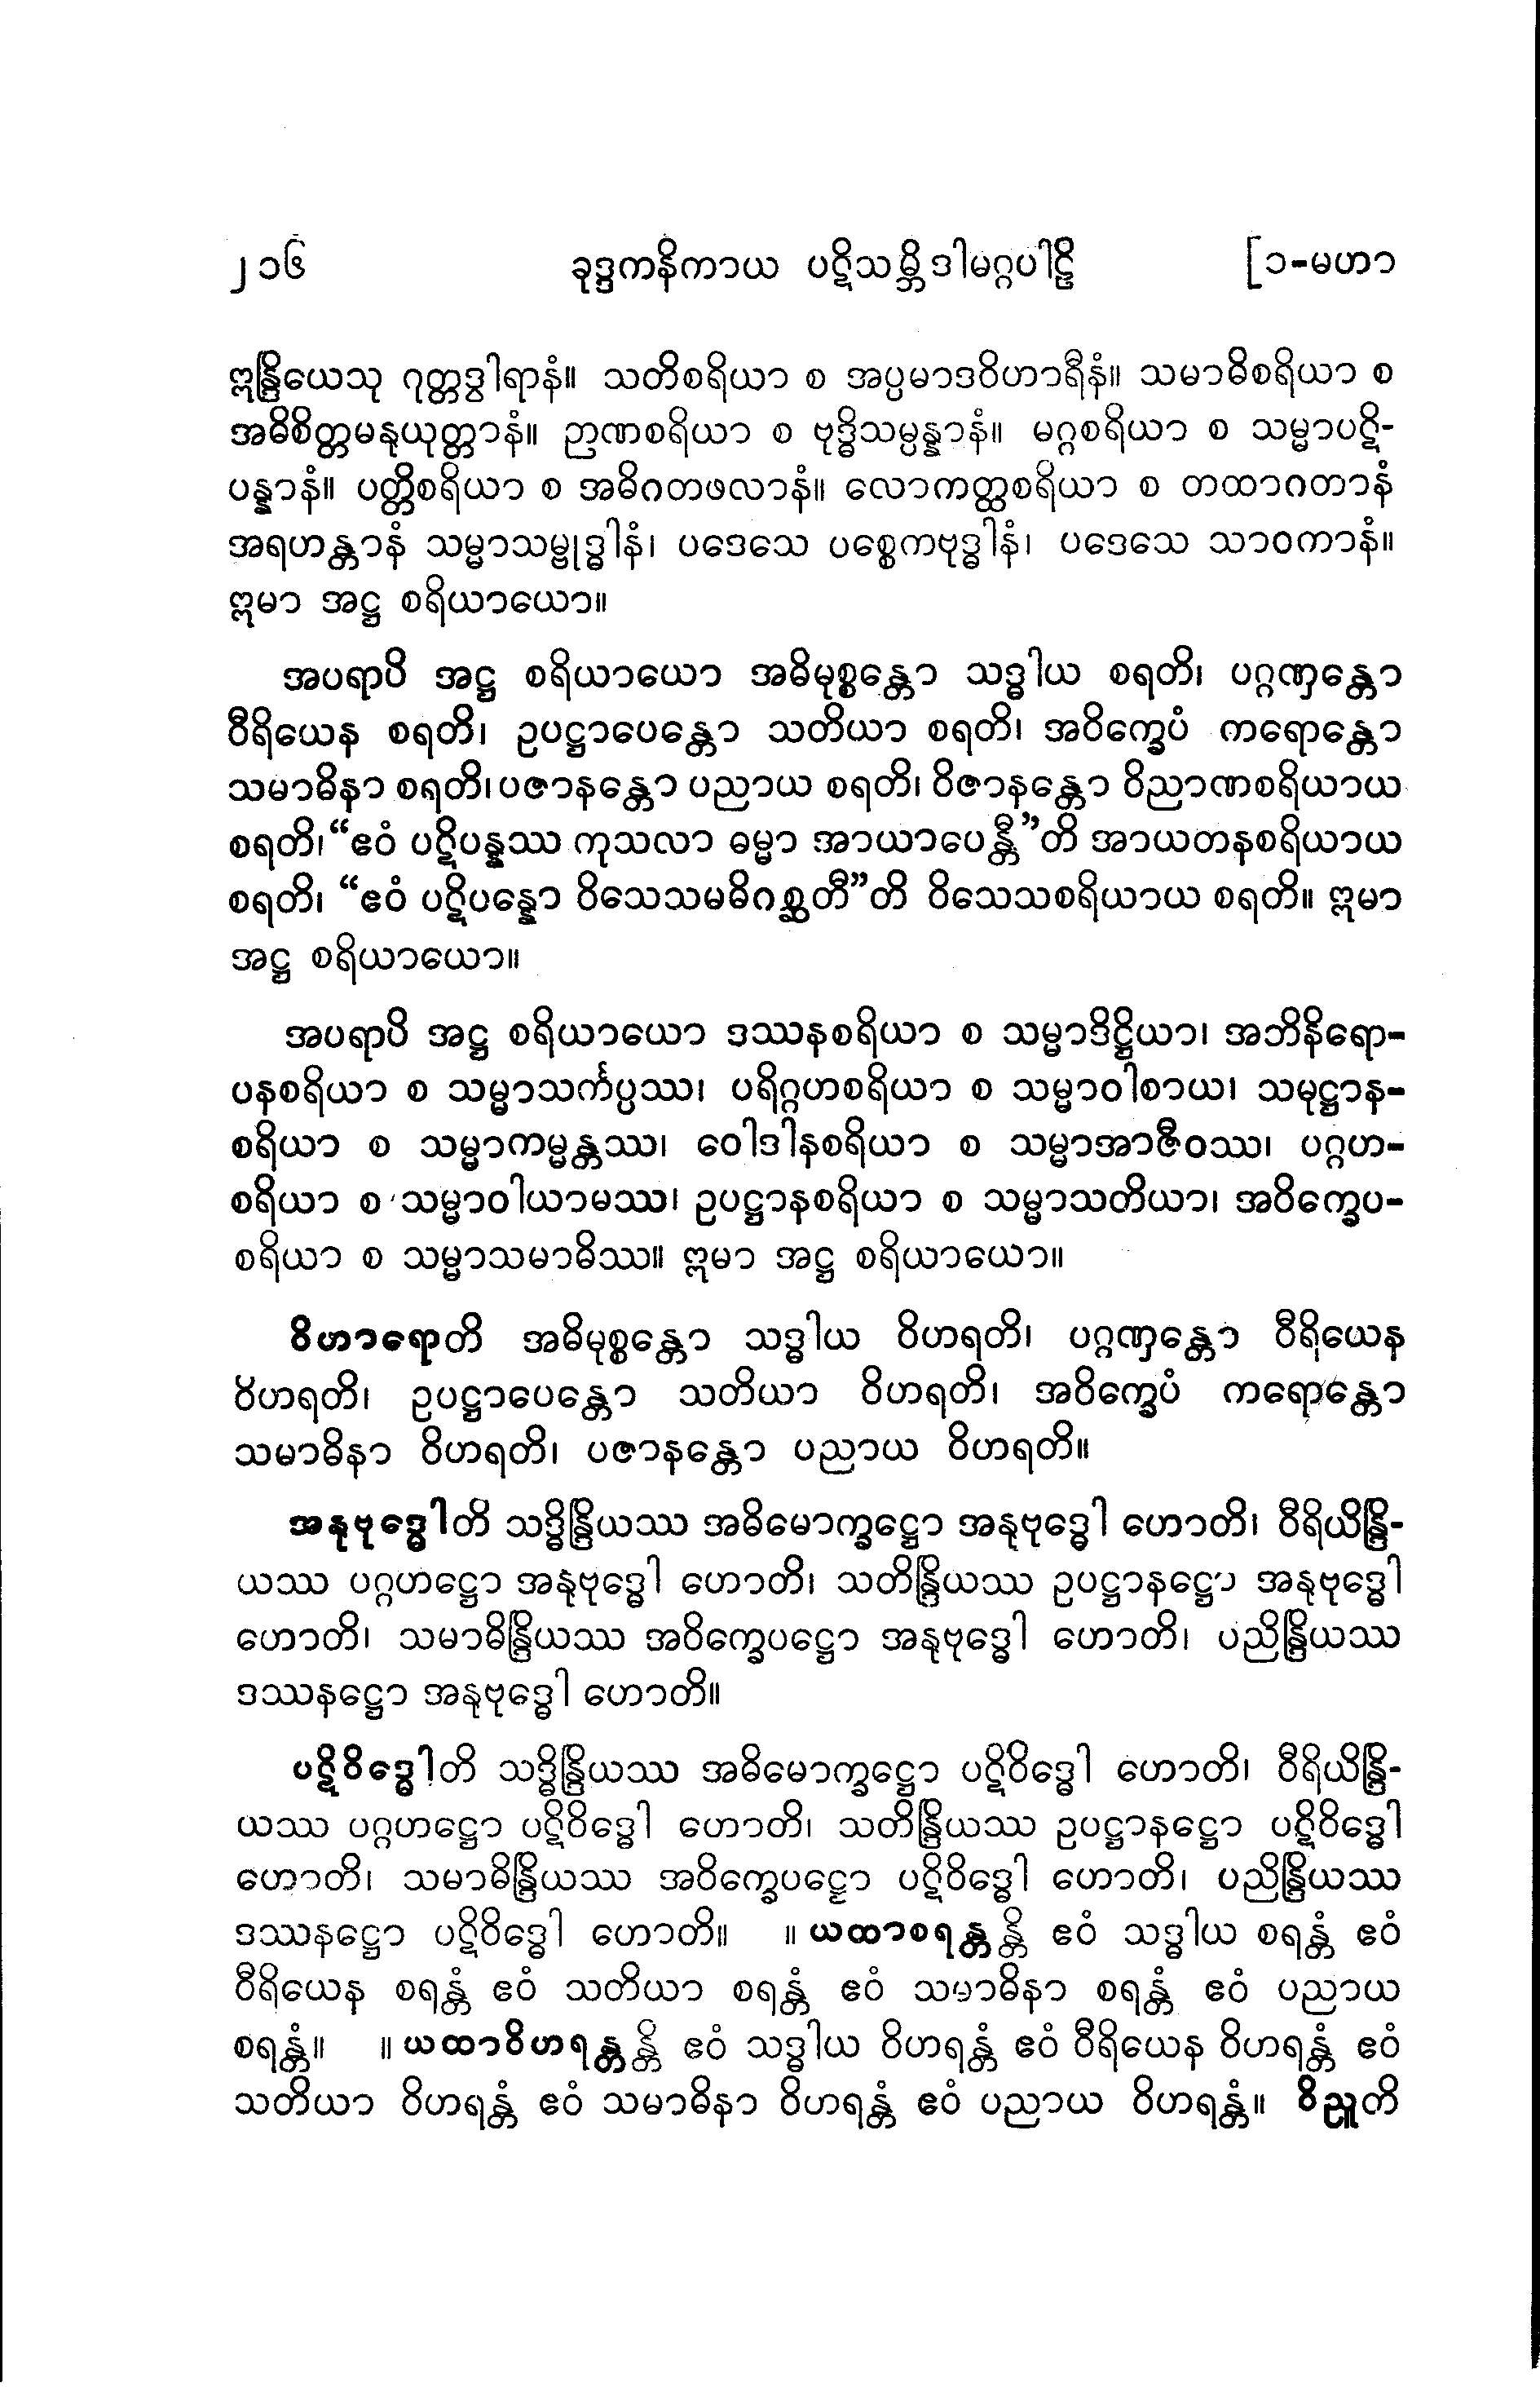 ၂၁၆ ခုဒ္ဒကနိကာယ ပဋိသမ္ဘိဒါမဂ္ဂပါဠိ [၁-မဟာ
ဣန္ဒြိယေသု ဂုတ္တဒွါရာနံ။ သတိစရိယာ စ အပ္ပမာဒဝိဟာရီနံ။ သမာဓိစရိယာ စ
အဓိစိတ္တမနုယုတ္တာနံ။ ဉာဏစရိယာ စ ဗုဒ္ဓိသမ္ပန္နာနံ။ မဂ္ဂစရိယာ စ သမ္မာပဋိ-
ပန္နာနံ။ ပတ္တိစရိယာ စ အဓိဂတဖလာနံ။ လောကတ္ထစရိယာ စ တထာဂတာနံ
အရဟန္တာနံ သမ္မာသမ္ဗုဒ္ဓါနံ၊ ပဒေသေ ပစ္စေကဗုဒ္ဓါနံ၊ ပဒေသေ သာဝကာနံ။
ဣမာ အဋ္ဌ စရိယာယော။
အပရာပိ အဋ္ဌ စရိယာယော အဓိမုစ္စန္တော သဒ္ဓါယ စရတိ၊ ပဂ္ဂဏှန္တော
ဝီရိယေန စရတိ၊ ဥပဋ္ဌာပေန္တော သတိယာ စရတိ၊ အဝိက္ခေပံ ကရောန္တော
သမာဓိနာ စရတိ၊ ပဇာနန္တော ပညာယ စရတိ၊ ဝိဇာနန္တော ဝိညာဏစရိယာယ
စရတိ၊ “ဧဝံ ပဋိပန္နဿ ကုသလာ ဓမ္မာ အာယာပေန္တီ”တိ အာယတနစရိယာယ
စရတိ၊ “ဧဝံ ပဋိပန္နော ဝိသေသမဓိဂစ္ဆတီ”တိ ဝိသေသစရိယာယ စရတိ။ ဣမာ
အဋ္ဌ စရိယာယော။
အပရာပိ အဋ္ဌ စရိယာယော ဒဿနစရိယာ စ သမ္မာဒိဋ္ဌိယာ၊ အဘိနိရော-
ပနစရိယာ စ သမ္မာသင်္ကပ္ပဿ၊ ပရိဂ္ဂဟစရိယာ စ သမ္မာဝါစာယ၊ သမုဋ္ဌာန-
စရိယာ စ သမ္မာကမ္မန္တဿ၊ ဝေါဒါနစရိယာ စ သမ္မာအာဇီဝဿ၊ ပဂ္ဂဟ-
စရိယာ စ သမ္မာဝါယာမဿ၊ ဥပဋ္ဌာနစရိယာ စ သမ္မာသတိယာ၊ အဝိက္ခေပ-
စရိယာ စ သမ္မာသမာဓိဿ။ ဣမာ အဋ္ဌ စရိယာယော။
ဝိဟာရောတိ အဓိမုစ္စန္တော သဒ္ဓါယ ဝိဟရတိ၊ ပဂ္ဂဏှန္တော ဝီရိယေန
ဝိဟရတိ၊ ဥပဋ္ဌာပေန္တော သတိယာ ဝိဟရတိ၊ အဝိက္ခေပံ ကရောန္တော
သမာဓိနာ ဝိဟရတိ၊ ပဇာနန္တော ပညာယ ဝိဟရတိ။
အနုဗုဒ္ဓေါတိ သဒ္ဓိန္ဒြိယဿ အဓိမောက္ခဋ္ဌော အနုဗုဒ္ဓေါ ဟောတိ၊ ဝီရိယိန္ဒြိ-
ယဿ ပဂ္ဂဟဋ္ဌော အနုဗုဒ္ဓေါ ဟောတိ၊ သတိန္ဒြိယဿ ဥပဋ္ဌာနဋ္ဌော အနုဗုဒ္ဓေါ
ဟောတိ၊ သမာဓိန္ဒြိယဿ အဝိက္ခေပဋ္ဌော အနုဗုဒ္ဓေါ ဟောတိ၊ ပညိန္ဒြိယဿ
ဒဿနဋ္ဌော အနုဗုဒ္ဓေါ ဟောတိ။
ပဋိဝိဒ္ဓေါတိ သဒ္ဓိန္ဒြိယဿ အဓိမောက္ခဋ္ဌော ပဋိဝိဒ္ဓေါ ဟောတိ၊ ဝီရိယိန္ဒြိ-
ယဿ ပဂ္ဂဟဋ္ဌော ပဋိဝိဒ္ဓေါ ဟောတိ၊ သတိန္ဒြိယဿ ဥပဋ္ဌာနဋ္ဌော ပဋိဝိဒ္ဓေါ
ဟောတိ၊ သမာဓိန္ဒြိယဿ အဝိက္ခေပဋ္ဌော ပဋိဝိဒ္ဓေါ ဟောတိ၊ ပညိန္ဒြိယဿ
ဒဿနဋ္ဌော ပဋိဝိဒ္ဓေါ ဟောတိ။ ။ ယထာစရန္တန္တိ ဧဝံ သဒ္ဓါယ စရန္တံ ဧဝံ
ဝီရိယေန စရန္တံ ဧဝံ သတိယာ စရန္တံ ဧဝံ သမာဓိနာ စရန္တံ ဧဝံ ပညာယ
စရန္တံ။ ။ ယထာဝိဟရန္တန္တိ ဧဝံ သဒ္ဓါယ ဝိဟရန္တံ ဧဝံ ဝီရိယေန ဝိဟရန္တံ ဧဝံ
သတိယာ ဝိဟရန္တံ ဧဝံ သမာဓိနာ ဝိဟရန္တံ ဧဝံ ပညာယ ဝိဟရန္တံ။ ဝိညူတိ